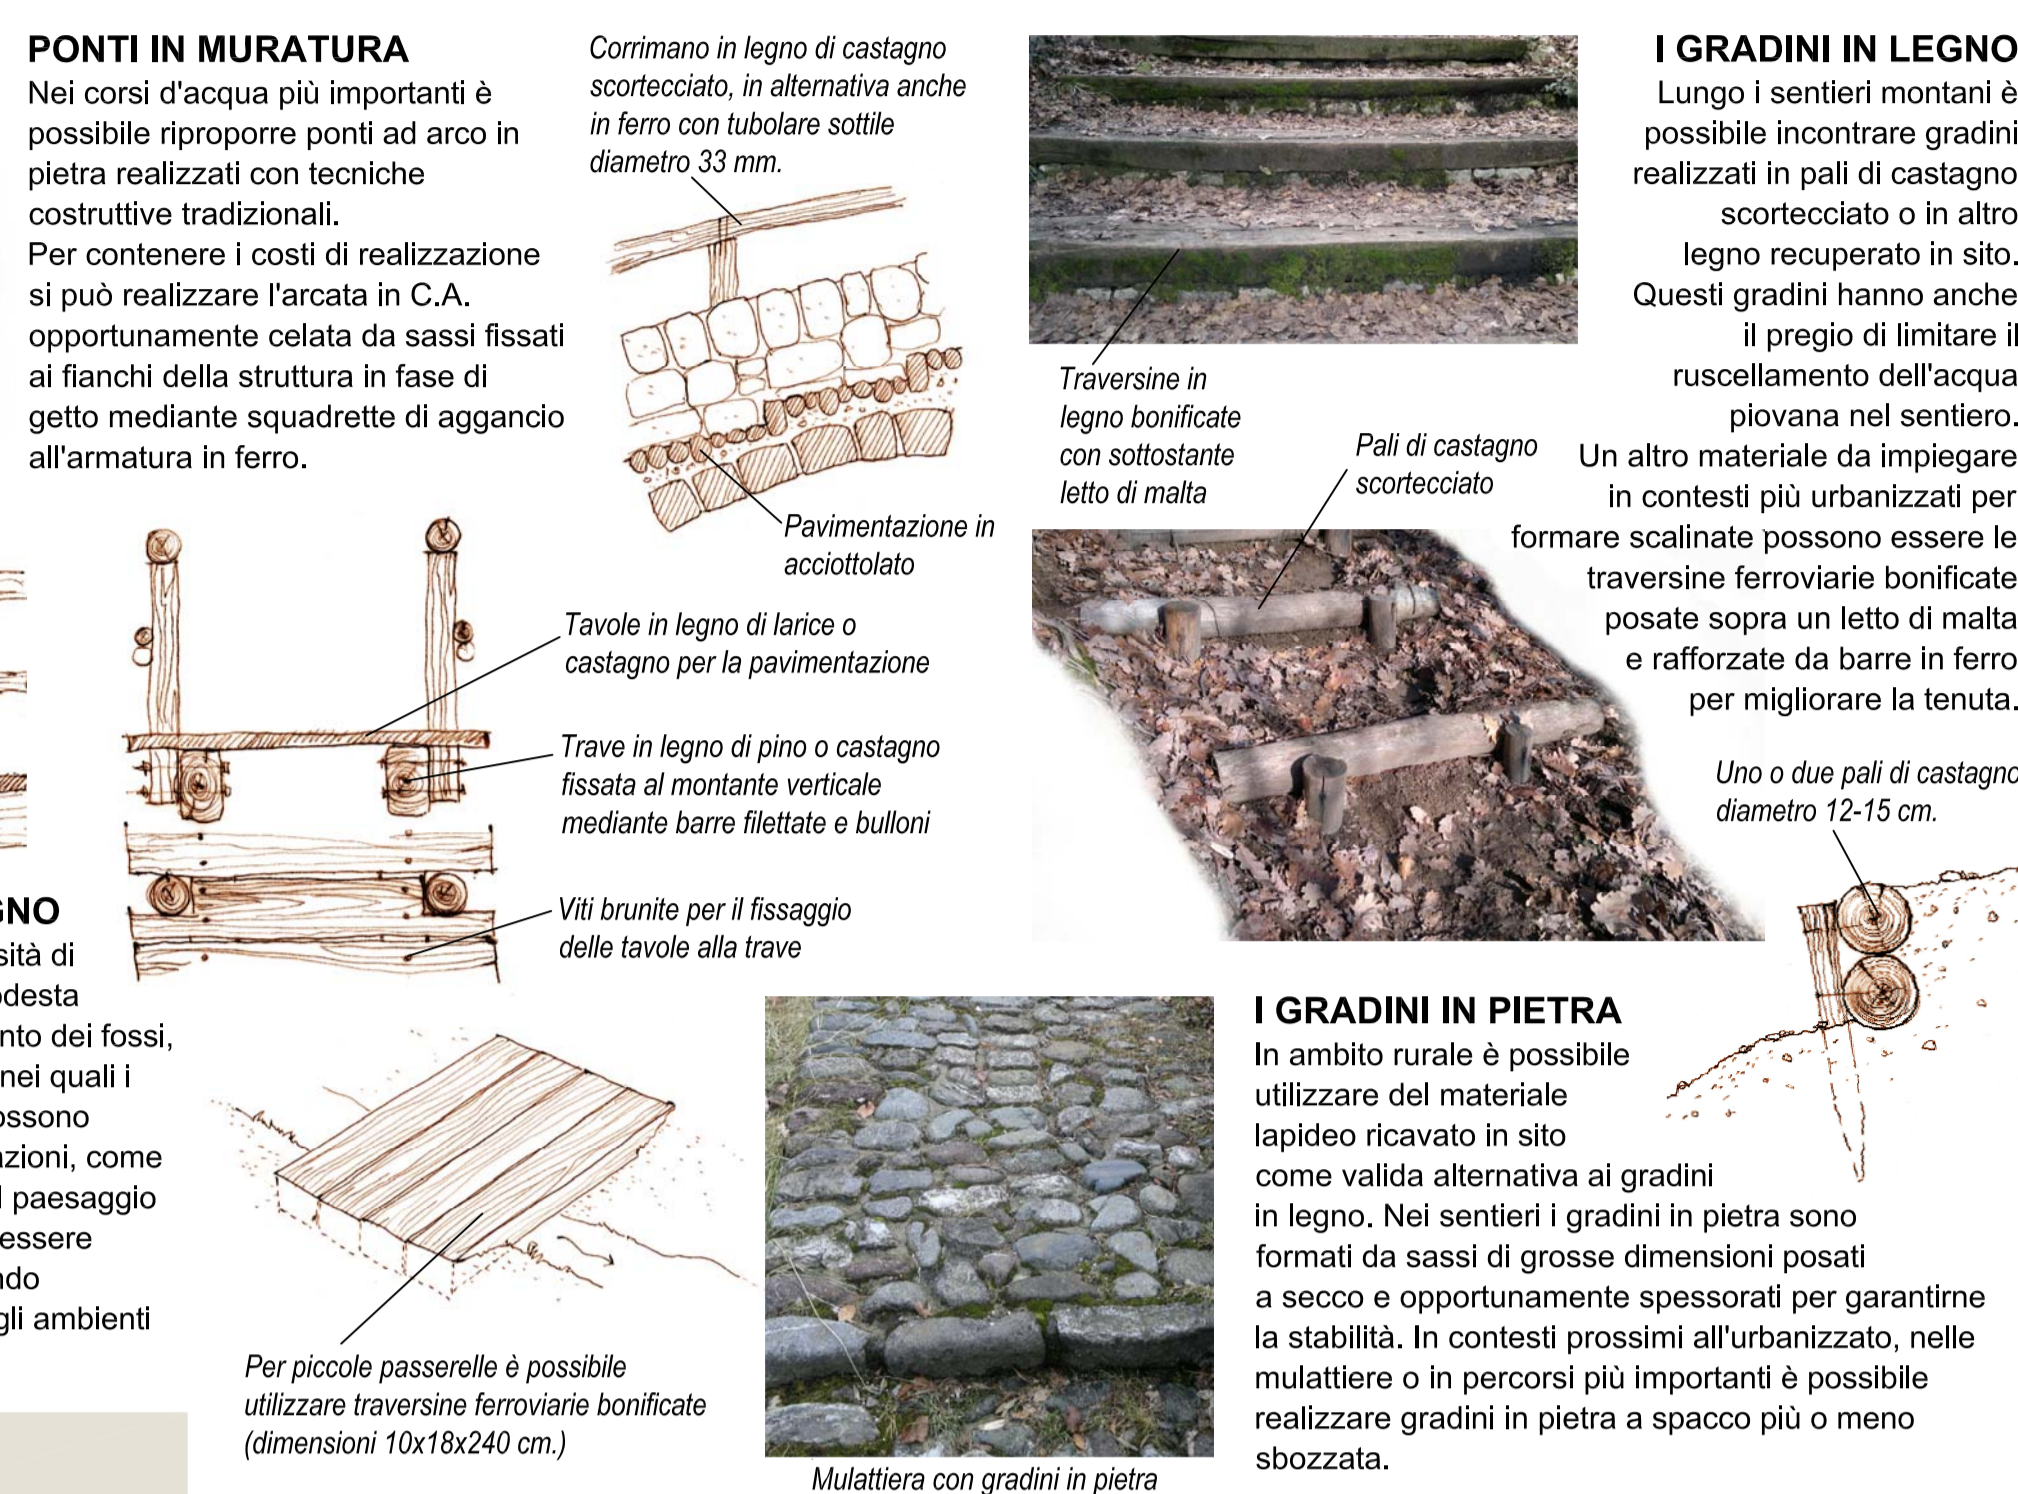 PONTI IN MURATURA
Nei corsi d'acqua più importanti è
possibile riproporre ponti ad arco in
pietra realizzati con tecniche
costruttive tradizionali.
Per contenere i costi di realizzazione
si può realizzare l'arcata in C.A.
opportunamente celata da sassi fissati
ai fianchi della struttura in fase di
getto mediante squadrette di aggancio
all'armatura in ferro.
Corrimano in legno di castagno
scortecciato, in alternativa anche
in ferro con tubolare sottile
diametro 33 mm.
Pavimentazione in
acciottolato
Tavole in legno di larice o
castagno per la pavimentazione
Trave in legno di pino o castagno
fissata al montante verticale
mediante barre filettate e bulloni
Viti brunite per il fissaggio
delle tavole alla trave
GNO
sità di
odesta
nto dei fossi,
nei quali i
ossono
azioni, come
l paesaggio
essere
ndo
gli ambienti
Per piccole passerelle è possibile
utilizzare traversine ferroviarie bonificate
(dimensioni 10x18x240 cm.)
Traversine in
legno bonificate
con sottostante
letto di malta
Pali di castagno
scortecciato
I GRADINI IN LEGNO
Lungo i sentieri montani è
possibile incontrare gradini
realizzati in pali di castagno
scortecciato o in altro
legno recuperato in sito.
Questi gradini hanno anche
il pregio di limitare il
ruscellamento dell'acqua
piovana nel sentiero.
Un altro materiale da impiegare
in contesti più urbanizzati per
formare scalinate possono essere le
traversine ferroviarie bonificate
posate sopra un letto di malta
e rafforzate da barre in ferro
per migliorare la tenuta.
Uno o due pali di castagno
diametro 12-15 cm.
I GRADINI IN PIETRA
In ambito rurale è possibile
utilizzare del materiale
lapideo ricavato in sito
come valida alternativa ai gradini
in legno. Nei sentieri i gradini in pietra sono
formati da sassi di grosse dimensioni posati
a secco e opportunamente spessorati per garantirne
la stabilità. In contesti prossimi all'urbanizzato, nelle
mulattiere o in percorsi più importanti è possibile
realizzare gradini in pietra a spacco più o meno
sbozzata.
Mulattiera con gradini in pietra